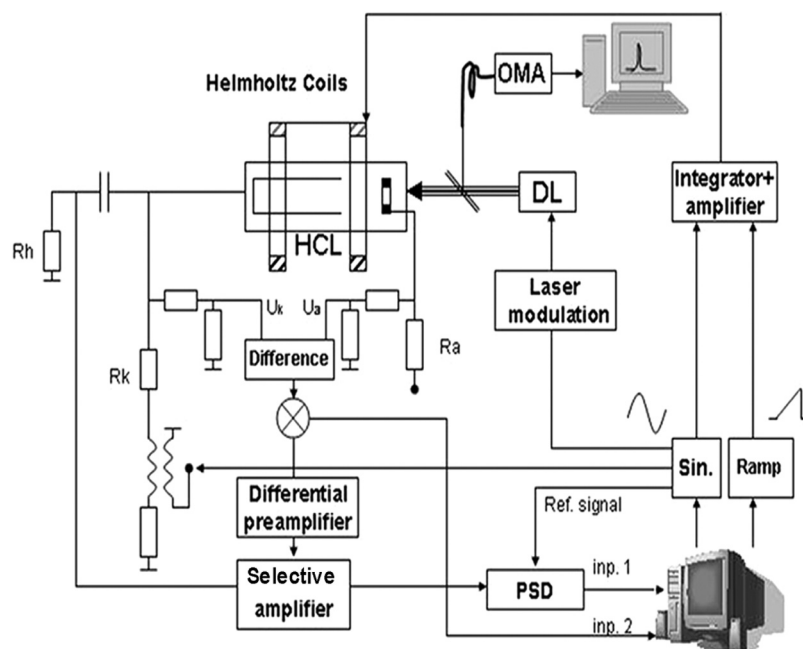 OMA
Helmholtz Coils
Integrator+
amplifier
DL
HCL
Rh
Laser
modulation
Uk
Ua
Difference
Ra
Rk
Sin.
Ramp
Differential
preamplifier
Ref. signal
Selective
amplifier
PSD
inp. 1
inp. 2